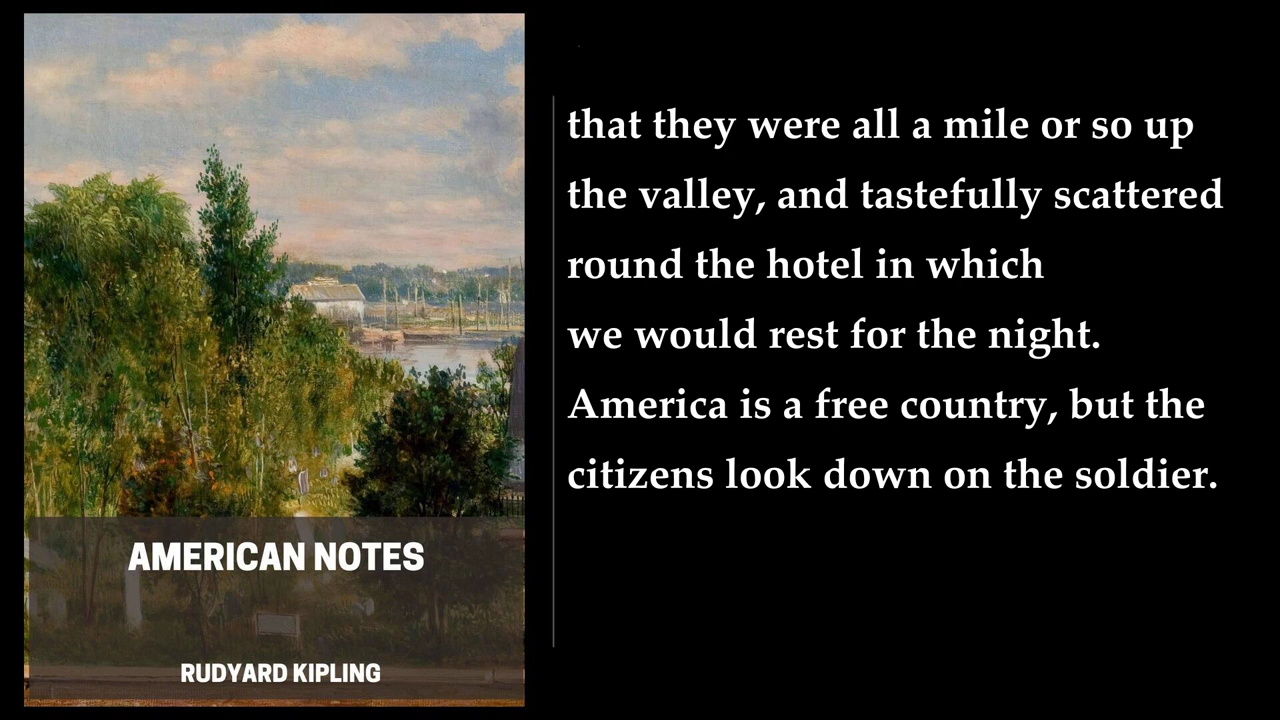 AMERICAN NOTES
RUDYARD KIPLING
that they were all a mile or so up
the valley, and tastefully scattered
round the hotel in which
we would rest for the night.
America is a free country, but the
citizens look down on the soldier.